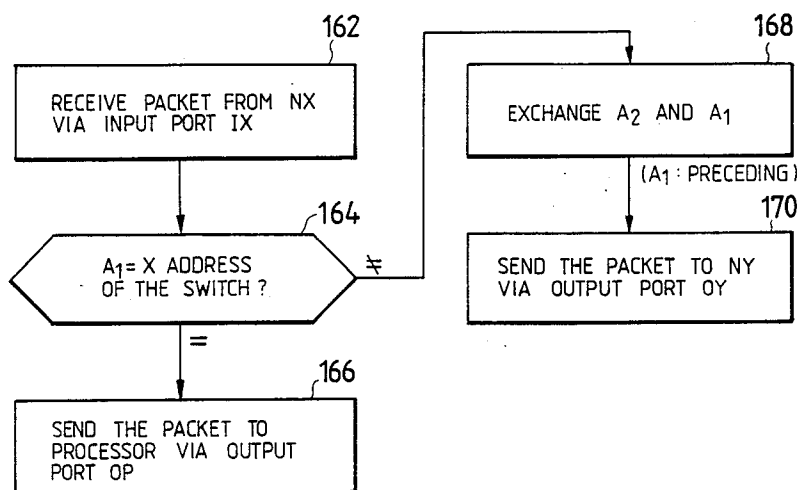 162
RECEIVE PACKET FROM NX
VIA INPUT PORT IX
164
A₁ = X ADDRESS
OF THE SWITCH ?
≠
=
166
SEND THE PACKET TO
PROCESSOR VIA OUTPUT
PORT OP
168
EXCHANGE A₂ AND A₁
(A₁ : PRECEDING)
170
SEND THE PACKET TO NY
VIA OUTPUT PORT OY